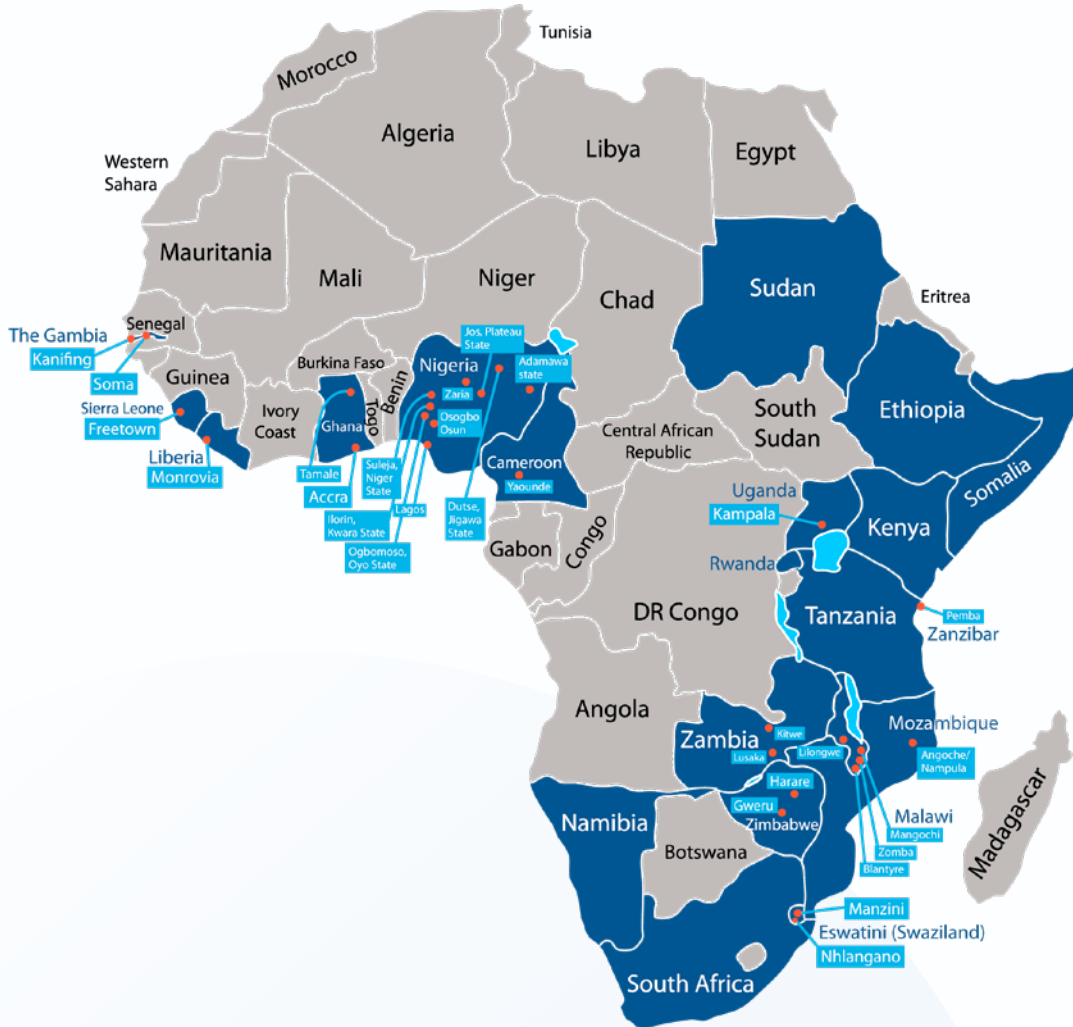 Tunisia
Morocco
Algeria
Libya
Egypt
Western
Sahara
Mauritania
Mali
Niger
Chad
Sudan
Eritrea
Senegal
The Gambia
Kanifing
Soma
Guinea
Sierra Leone
Freetown
Liberia
Monrovia
Ivory
Coast
Burkina Faso
Ghana
Togo
Benin
Tamale
Accra
Nigeria
Zaria
Jos, Plateau
State
Adamawa
state
Osogbo
Osun
Suleja,
Niger
State
Ilorin,
Kwara State
Lagos
Ogbomoso,
Oyo State
Dutse,
Jigawa
State
Cameroon
Yaounde
Central African
Republic
South
Sudan
Ethiopia
Somalia
Uganda
Kampala
Kenya
Rwanda
Gabon
Congo
DR Congo
Tanzania
Pemba
Zanzibar
Angola
Zambia
Kitwe
Lusaka
Lilongwe
Mozambique
Angoche/
Nampula
Malawi
Mangochi
Zomba
Blantyre
Harare
Gweru
Zimbabwe
Namibia
Botswana
Madagascar
Manzini
Eswatini (Swaziland)
Nhlangano
South Africa